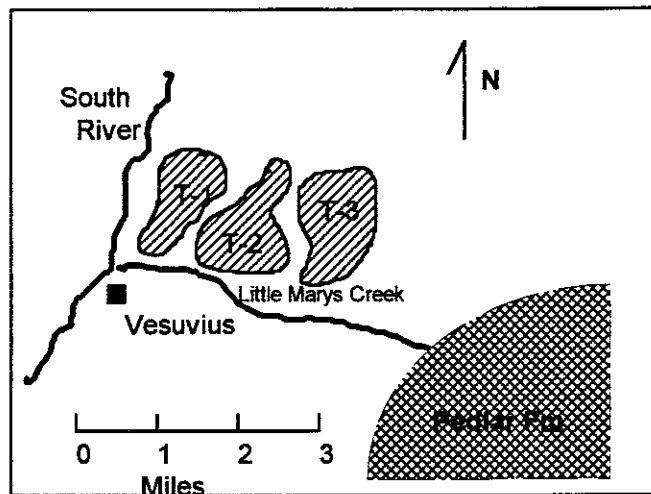 N
South
River
T-1
T-2
T-3
Little Marys Creek
Vesuvius
Pedlar Fm
0 1 2 3
Miles